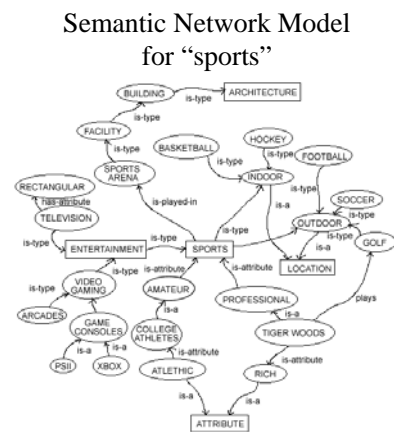 Semantic Network Model
for “sports”
BUILDING
is-type
ARCHITECTURE
is-type
FACILITY
HOCKEY
BASKETBALL
is-type
FOOTBALL
is-type
is-type
INDOOR
is-type
SPORTS
ARENA
RECTANGULAR
has-attribute
TELEVISION
is-played-in
is-type
is-a
SOCCER
is-type
OUTDOOR
is-type
is-type
ENTERTAINMENT
is-type
SPORTS
is-a
GOLF
is-type
is-attribute
LOCATION
VIDEO
GAMING
AMATEUR
is-attribute
is-type
PROFESSIONAL
is-a
plays
ARCADES
GAME
CONSOLES
COLLEGE
ATHLETES
is-a
TIGER WOODS
is-a
is-a
is-attribute
is-attribute
PSII
XBOX
ATLETHIC
RICH
is-a
is-a
ATTRIBUTE